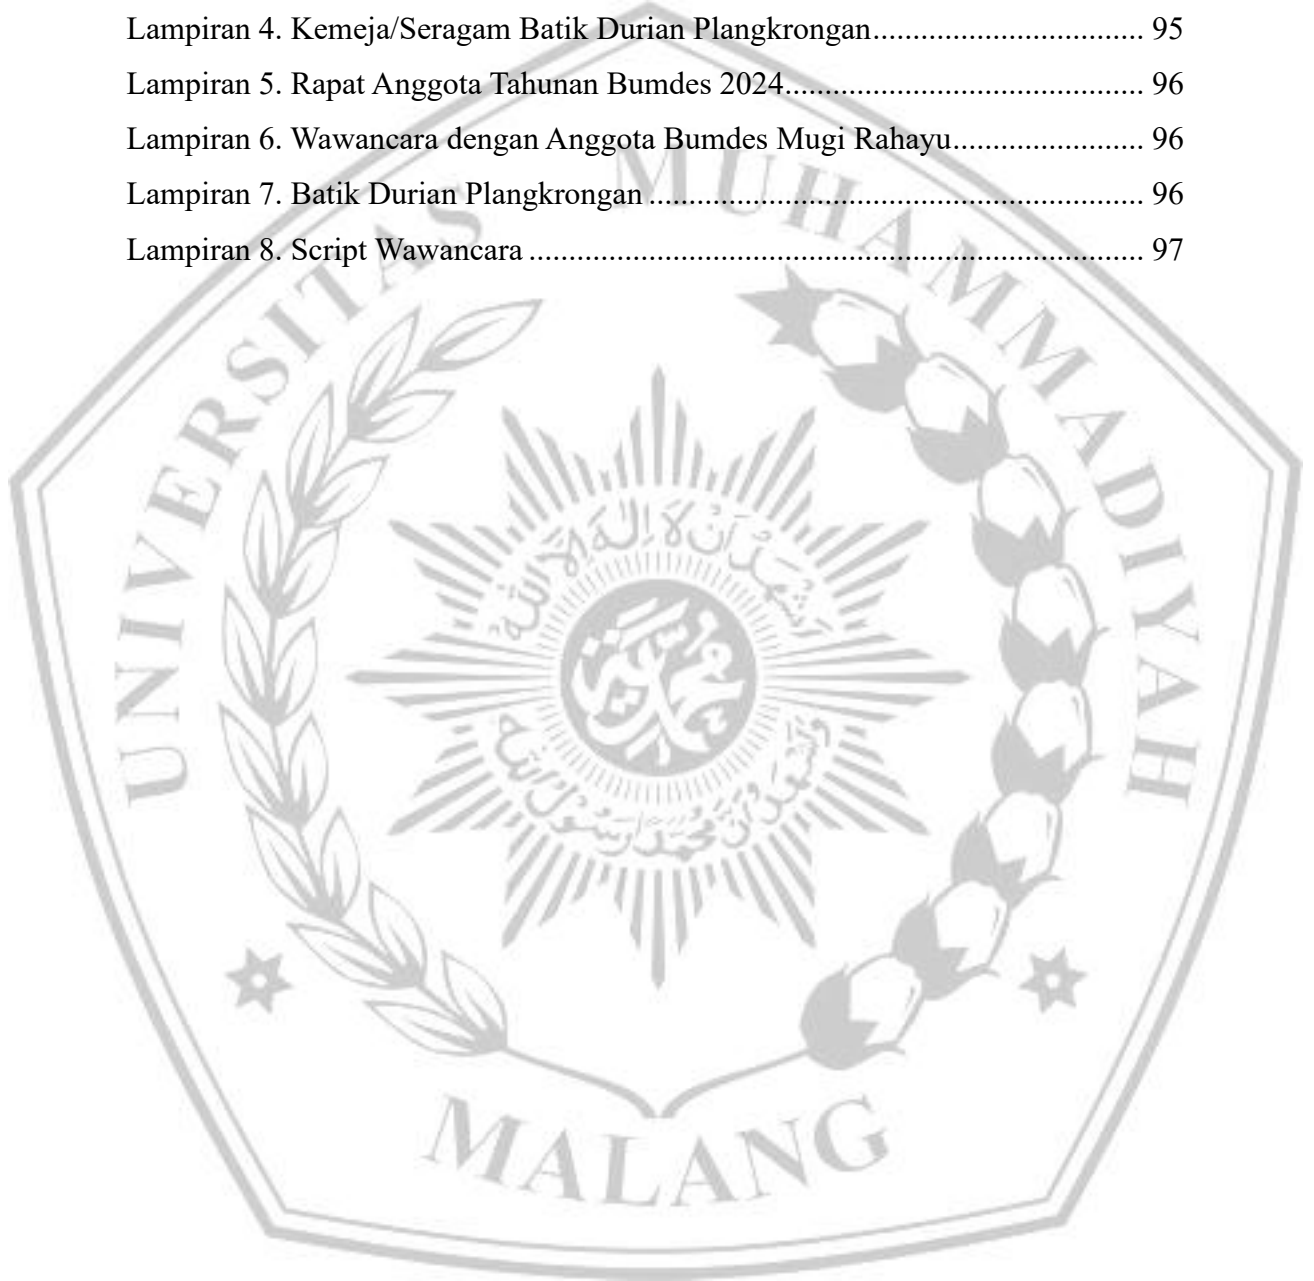 Lampiran 4. Kemeja/Seragam Batik Durian Plangkrongan.................................. 95
Lampiran 5. Rapat Anggota Tahunan Bumdes 2024............................................. 96
Lampiran 6. Wawancara dengan Anggota Bumdes Mugi Rahayu........................ 96
Lampiran 7. Batik Durian Plangkrongan .............................................................. 96
Lampiran 8. Script Wawancara ............................................................................. 97
UNIVERSITAS MUHAMMADIYAH
MALANG